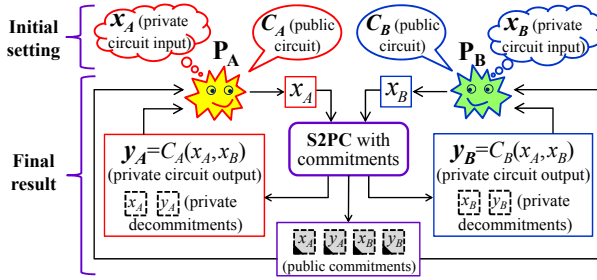 Initial setting
x_A (private circuit input)
P_A
C_A (public circuit)
C_B (public circuit)
P_B
x_B (private circuit input)
Final result
x_A
x_B
S2PC with commitments
y_A=C_A(x_A,x_B)
(private circuit output)
x_A y_A (private decommitments)
y_B=C_B(x_A,x_B)
(private circuit output)
x_B y_B (private decommitments)
x_A y_A x_B y_B
(public commitments)